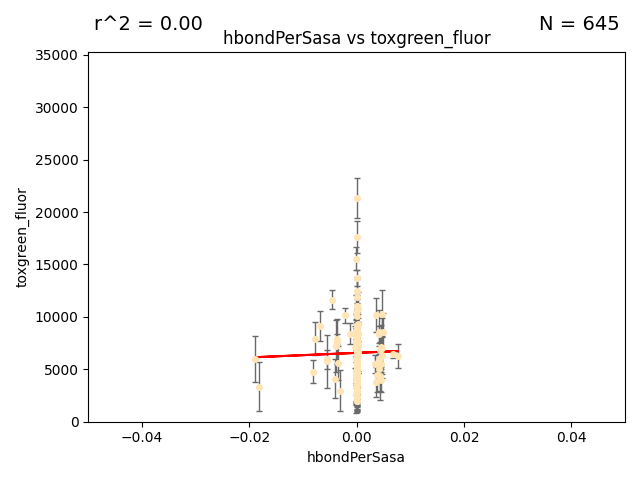 r^2 = 0.00
N = 645
hbondPerSasa vs toxgreen_fluor
35000
30000
25000
20000
15000
10000
5000
0
toxgreen_fluor
−0.04
−0.02
0.00
0.02
0.04
hbondPerSasa